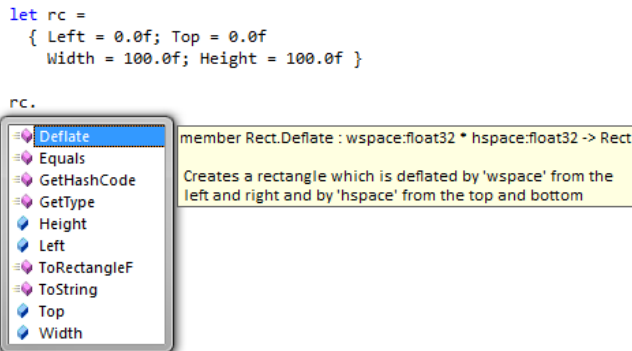 let rc =
{ Left = 0.0f; Top = 0.0f
Width = 100.0f; Height = 100.0f }
rc.
Deflate
Equals
GetHashCode
GetType
Height
Left
ToRectangleF
ToString
Top
Width
member Rect.Deflate : wspace:float32 * hspace:float32 -> Rect
Creates a rectangle which is deflated by 'wspace' from the
left and right and by 'hspace' from the top and bottom